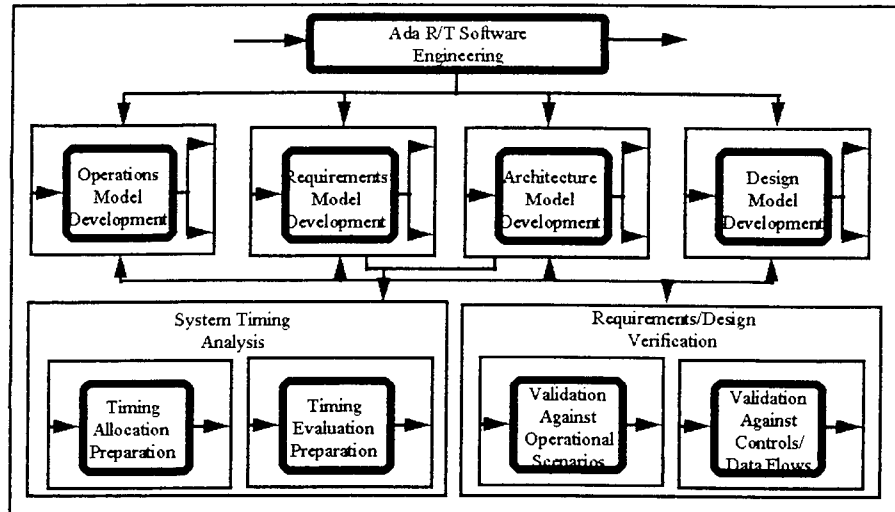 Ada R/T Software
Engineering
Operations
Model
Development
Requirements
Model
Development
Architecture
Model
Development
Design
Model
Development
System Timing
Analysis
Timing
Allocation
Preparation
Timing
Evaluation
Preparation
Requirements/Design
Verification
Validation
Against
Operational
Scenarios
Validation
Against
Controls/
Data Flows